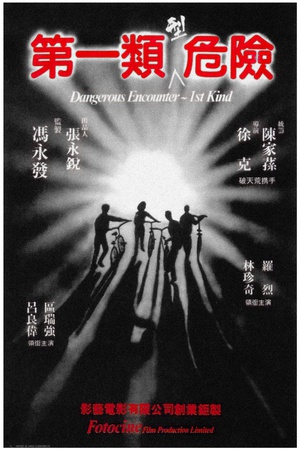 第一類型危險
Dangerous Encounter ~ 1st Kind
監製
馮永發
出品人
張永銳
統籌
陳家蓀
導演
徐克
破天荒携手
羅烈
林珍奇
領銜主演
區瑞強
呂良偉
領銜主演
影藝電影有限公司創業鉅製
Fotocine Film Production Limited